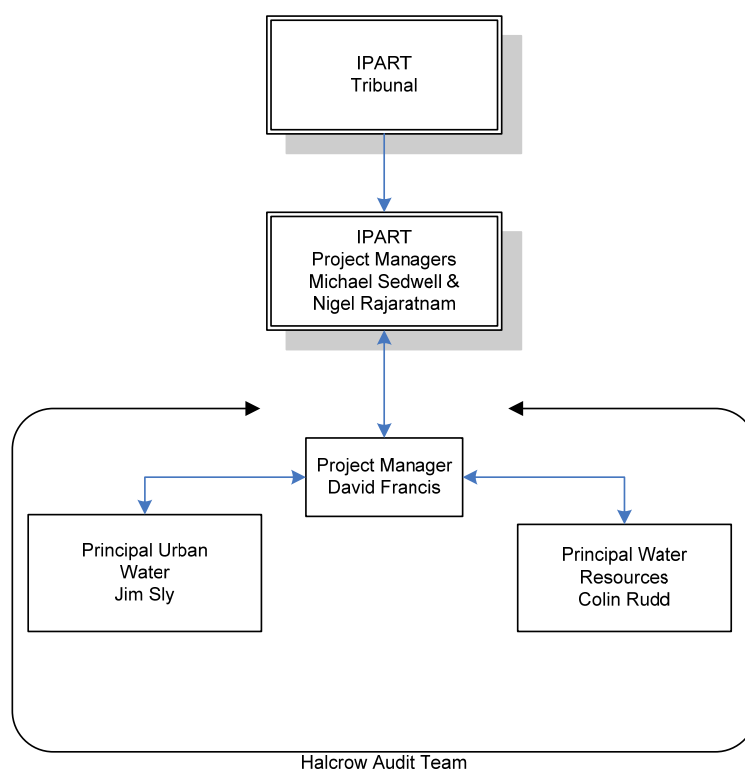 IPART
Tribunal
IPART
Project Managers
Michael Sedwell &
Nigel Rajaratnam
Project Manager
David Francis
Principal Urban
Water
Jim Sly
Principal Water
Resources
Colin Rudd
Halcrow Audit Team